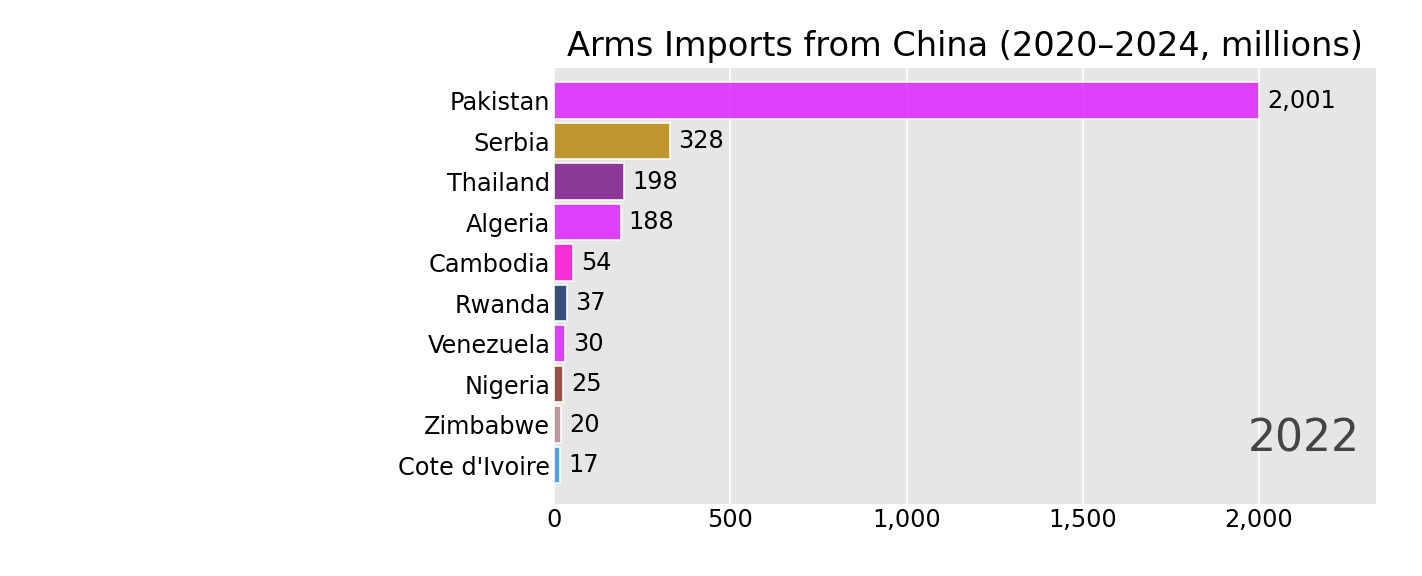 Arms Imports from China (2020–2024, millions)
Pakistan 2,001
Serbia 328
Thailand 198
Algeria 188
Cambodia 54
Rwanda 37
Venezuela 30
Nigeria 25
Zimbabwe 20
Cote d'Ivoire 17
2022
0 500 1,000 1,500 2,000